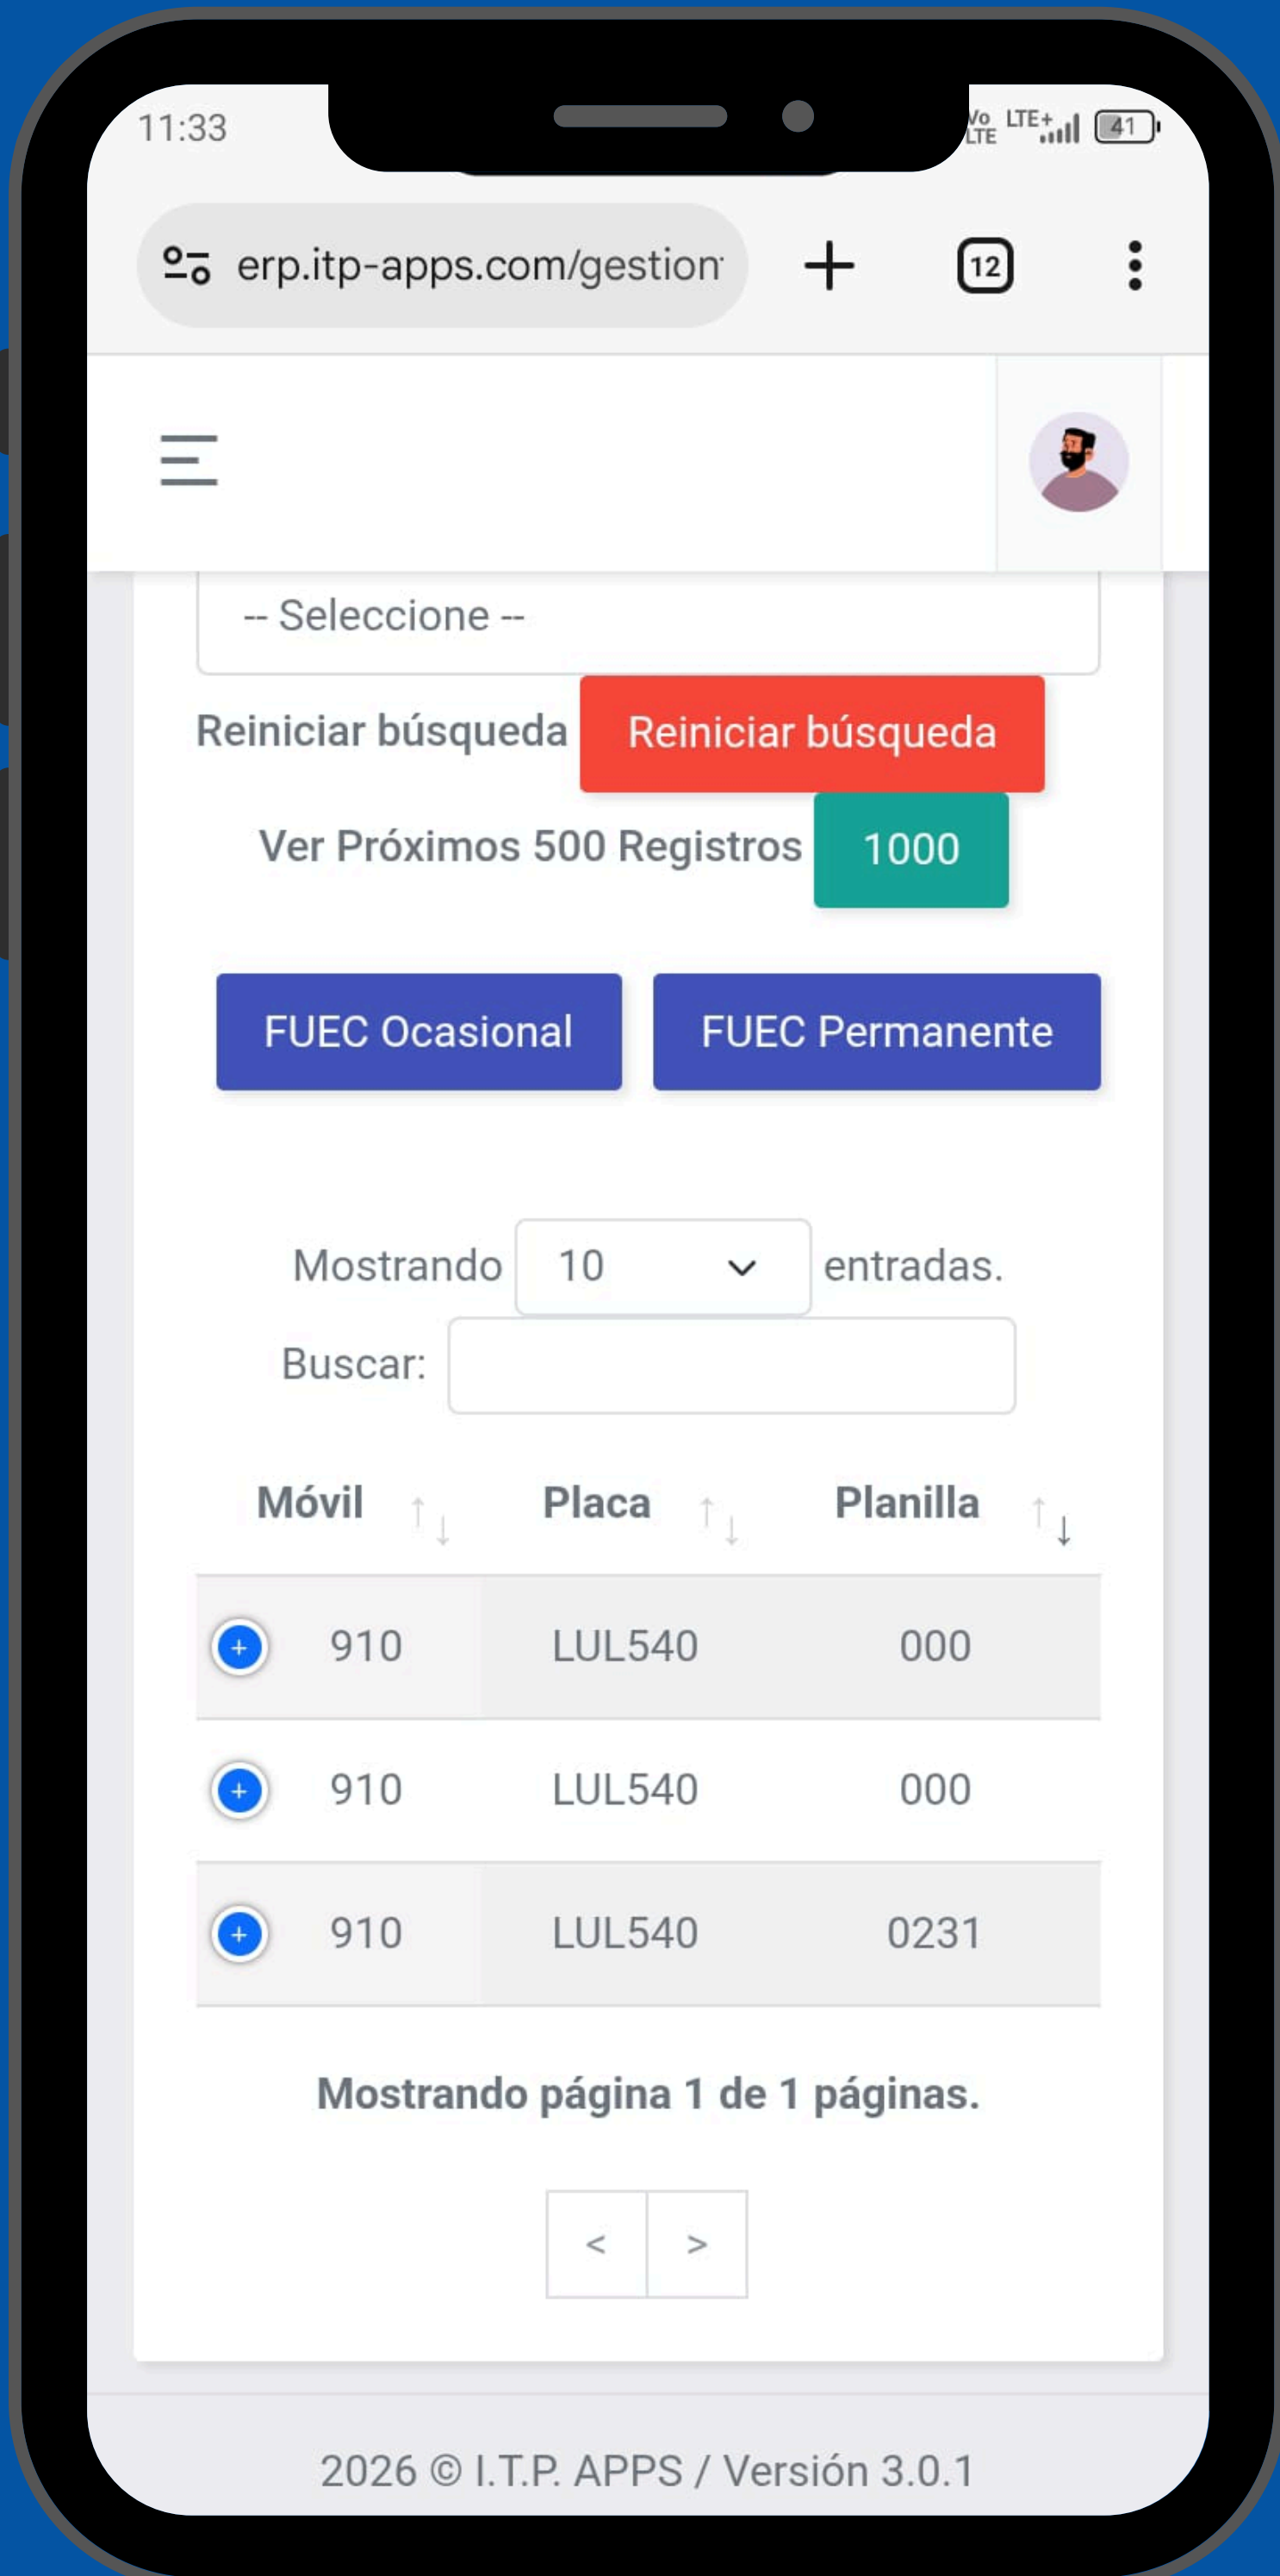 11:33 Vo LTE LTE+ 41
erp.itp-apps.com/gestion
12
-- Seleccione --
Reiniciar búsqueda Reiniciar búsqueda
Ver Próximos 500 Registros 1000
FUEC Ocasional FUEC Permanente
Mostrando 10 entradas.
Buscar:
Móvil ↑↓ Placa ↑↓ Planilla ↑↓
+ 910 LUL540 000
+ 910 LUL540 000
+ 910 LUL540 0231
Mostrando página 1 de 1 páginas.
< >
2026 © I.T.P. APPS / Versión 3.0.1